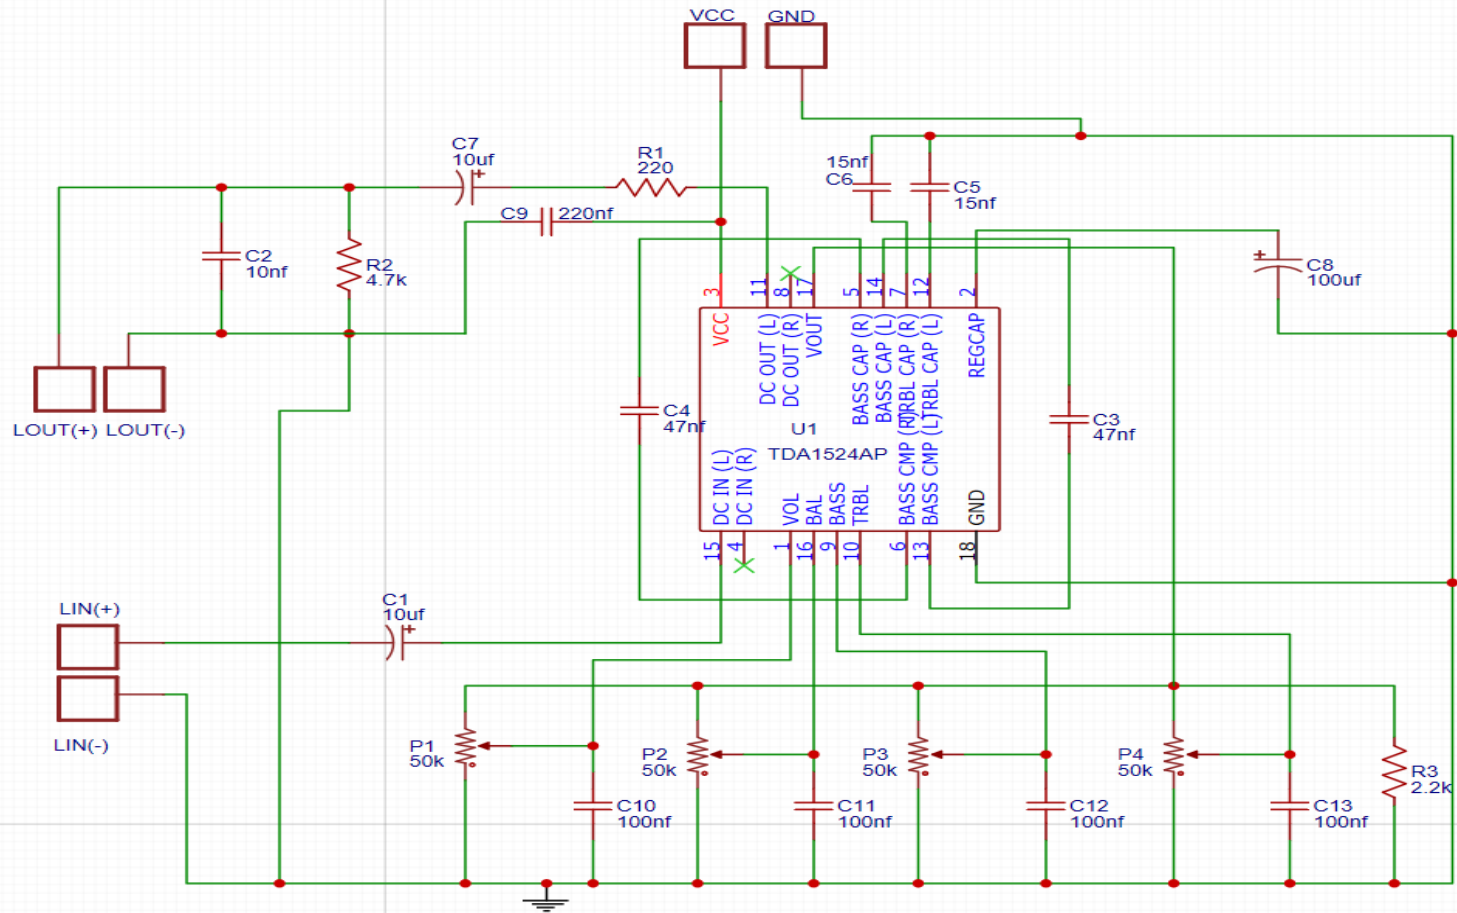 VCC
GND
C7
10uf
+
R1
220
15nf
C6
C5
15nf
C9
220nf
C2
10nf
R2
4.7k
+
C8
100uf
3
11
8
17
5
14
7
12
2
VCC
DC OUT (L)
DC OUT (R)
VOUT
BASS CAP (R)
BASS CAP (L)
TRBL CAP (R)
TRBL CAP (L)
REGCAP
LOUT(+)
LOUT(-)
C4
47nf
U1
TDA1524AP
C3
47nf
DC IN (L)
DC IN (R)
VOL
BAL
BASS
TRBL
BASS CMP (R)
BASS CMP (L)
GND
15
4
1
16
9
10
6
13
18
LIN(+)
C1
10uf
+
LIN(-)
P1
50k
P2
50k
P3
50k
P4
50k
R3
2.2k
C10
100nf
C11
100nf
C12
100nf
C13
100nf